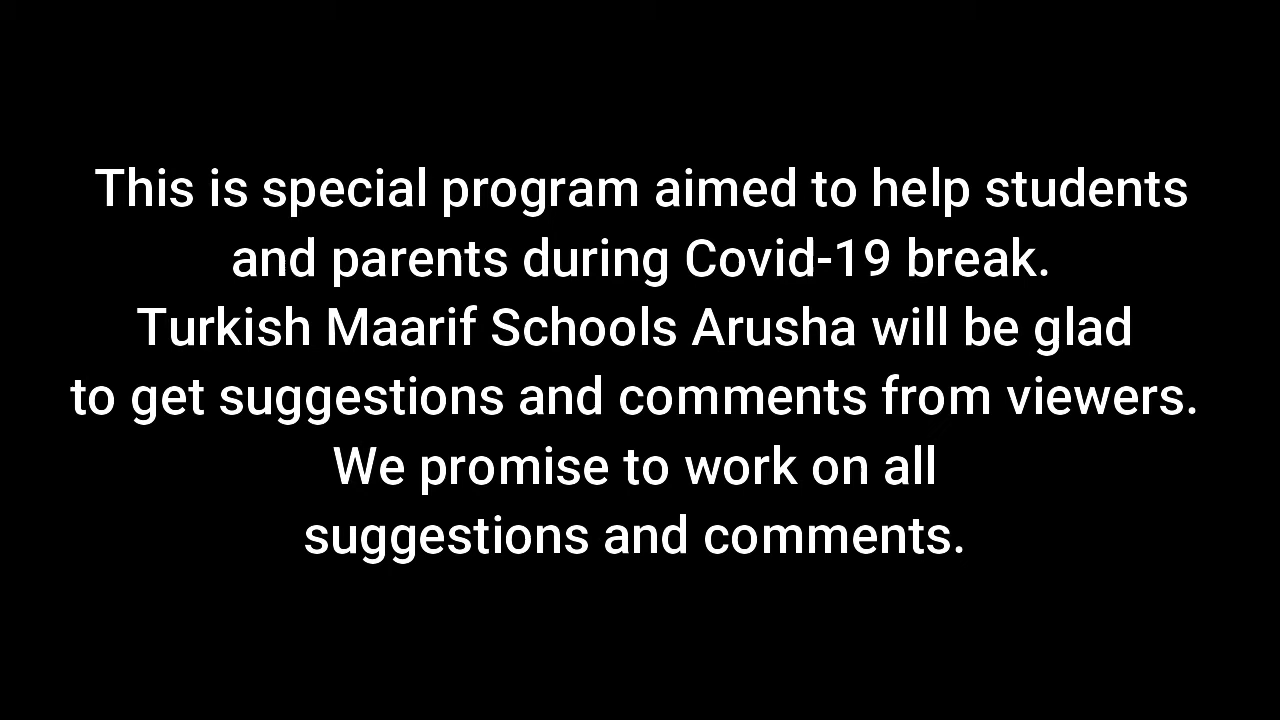 This is special program aimed to help students
and parents during Covid-19 break.
Turkish Maarif Schools Arusha will be glad
to get suggestions and comments from viewers.
We promise to work on all
suggestions and comments.